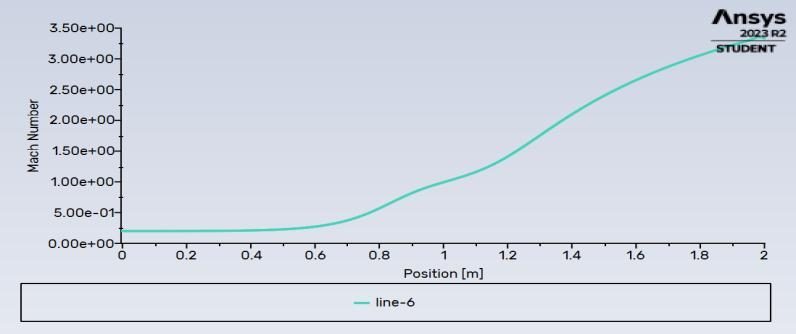 Ansys
2023 R2
STUDENT
Mach Number
3.50e+00
3.00e+00
2.50e+00
2.00e+00
1.50e+00
1.00e+00
5.00e-01
0.00e+00
0 0.2 0.4 0.6 0.8 1 1.2 1.4 1.6 1.8 2
Position [m]
line-6